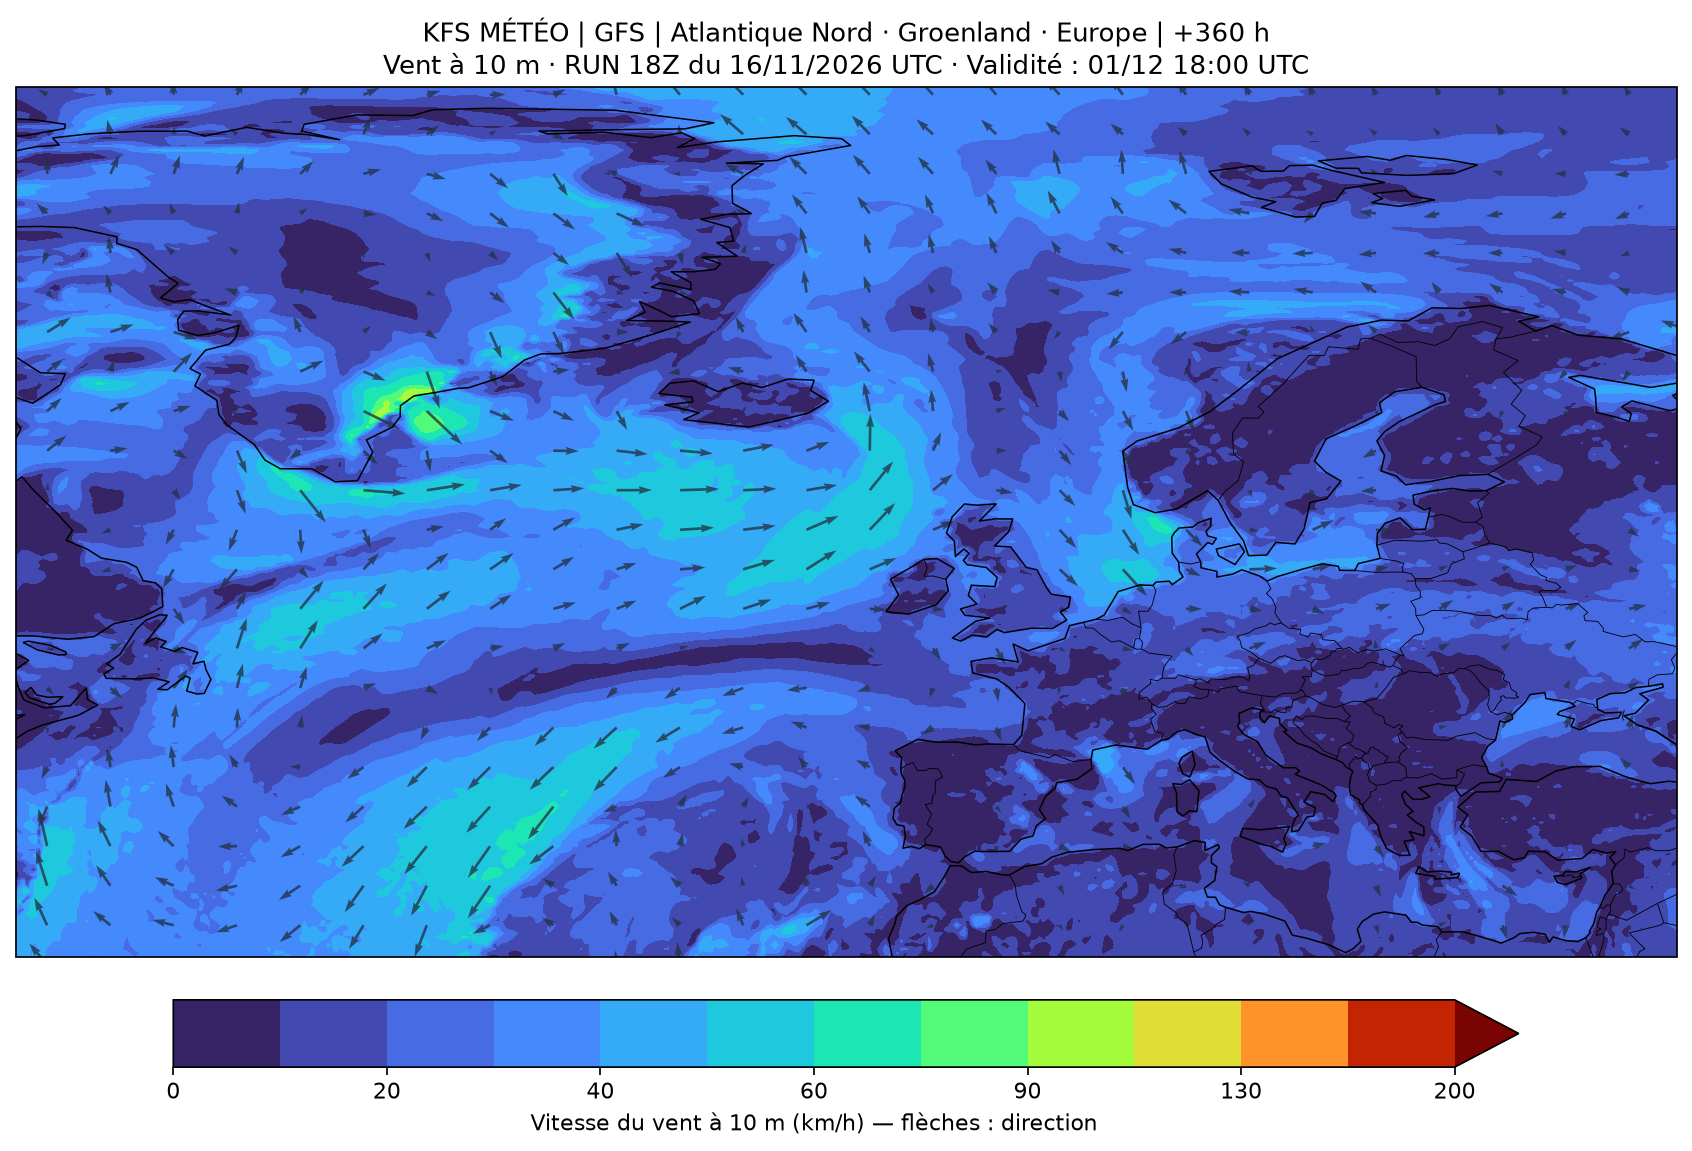 KFS MÉTÉO | GFS | Atlantique Nord · Groenland · Europe | +360 h
Vent à 10 m · RUN 18Z du 16/11/2026 UTC · Validité : 01/12 18:00 UTC
0 20 40 60 90 130 200
Vitesse du vent à 10 m (km/h) — flèches : direction